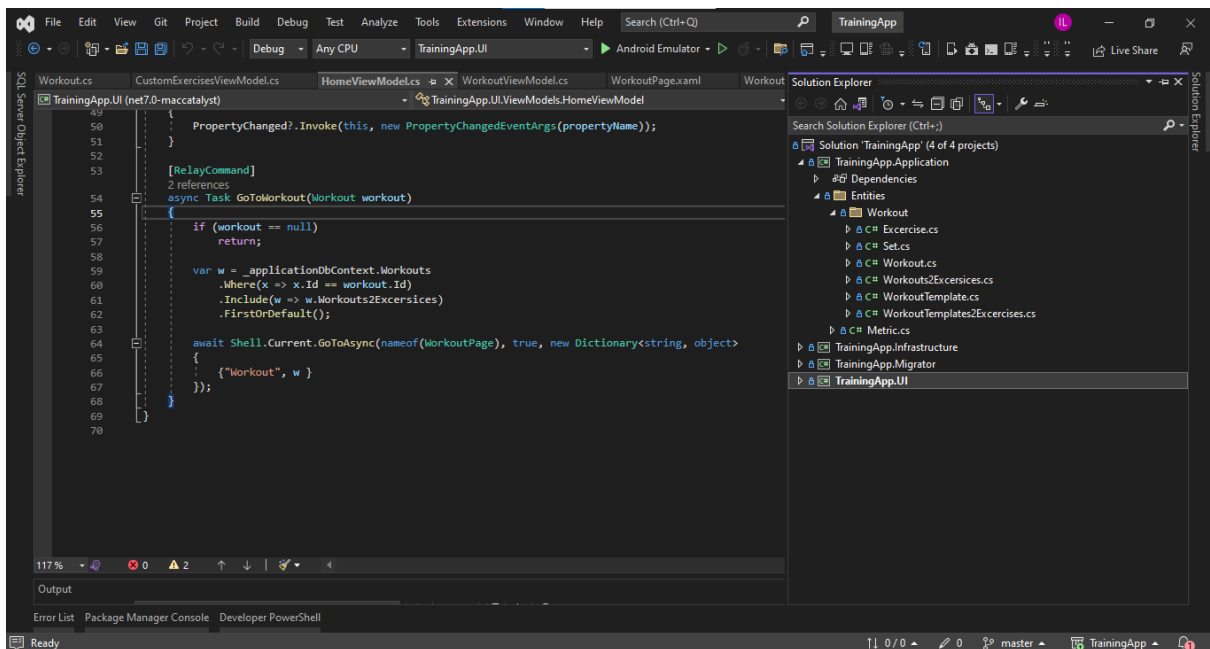 File Edit View Git Project Build Debug Test Analyze Tools Extensions Window Help Search (Ctrl+Q) TrainingApp IL
Debug Any CPU TrainingApp.UI Android Emulator Live Share
SQL Server Object Explorer
Workout.cs CustomExercisesViewModel.cs HomeViewModel.cs WorkoutViewModel.cs WorkoutPage.xaml Workout
TrainingApp.UI (net7.0-maccatalyst) TrainingApp.UI.ViewModels.HomeViewModel
49 {
50 PropertyChanged?.Invoke(this, new PropertyChangedEventArgs(propertyName));
51 }
52
53 [RelayCommand]
2 references
54 async Task GoToWorkout(Workout workout)
55 {
56 if (workout == null)
57 return;
58
59 var w = _applicationDbContext.Workouts
60 .Where(x => x.Id == workout.Id)
61 .Include(w => w.Workouts2Excersices)
62 .FirstOrDefault();
63
64 await Shell.Current.GoToAsync(nameof(WorkoutPage), true, new Dictionary<string, object>
65 {
66 {"Workout", w }
67 });
68 }
69 }
70
117 % 0 2
Output
Error List Package Manager Console Developer PowerShell
Solution Explorer
Search Solution Explorer (Ctrl+;)
Solution 'TrainingApp' (4 of 4 projects)
TrainingApp.Application
Dependencies
Entities
Workout
C# Excercise.cs
C# Set.cs
C# Workout.cs
C# Workouts2Excersices.cs
C# WorkoutTemplate.cs
C# WorkoutTemplates2Excercises.cs
C# Metric.cs
TrainingApp.Infrastructure
TrainingApp.Migrator
TrainingApp.UI
Solution Explorer
Ready 0/0 0 master TrainingApp